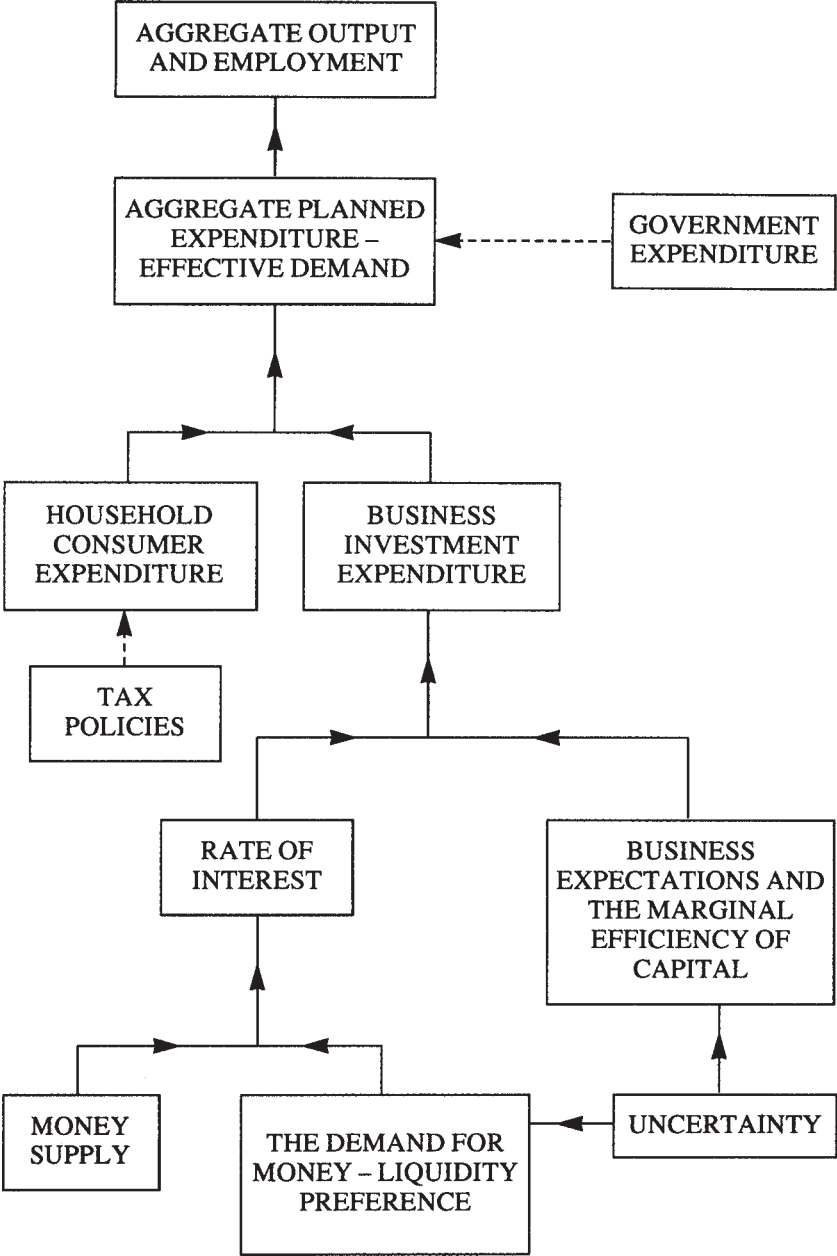 AGGREGATE OUTPUT
AND EMPLOYMENT
AGGREGATE PLANNED
EXPENDITURE –
EFFECTIVE DEMAND
GOVERNMENT
EXPENDITURE
HOUSEHOLD
CONSUMER
EXPENDITURE
BUSINESS
INVESTMENT
EXPENDITURE
TAX
POLICIES
RATE OF
INTEREST
BUSINESS
EXPECTATIONS AND
THE MARGINAL
EFFICIENCY OF
CAPITAL
MONEY
SUPPLY
THE DEMAND FOR
MONEY – LIQUIDITY
PREFERENCE
UNCERTAINTY